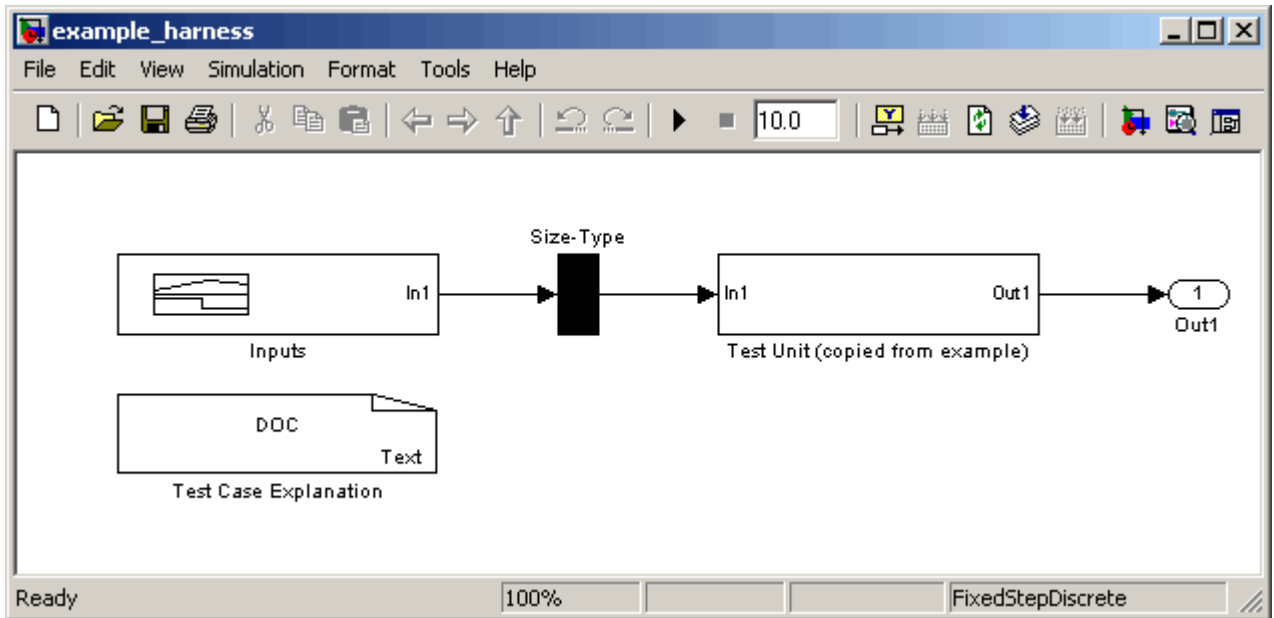 example_harness
File Edit View Simulation Format Tools Help
10.0
Size-Type
In1
In1 Out1
1
Inputs
Test Unit (copied from example)
Out1
DOC
Text
Test Case Explanation
Ready 100% FixedStepDiscrete